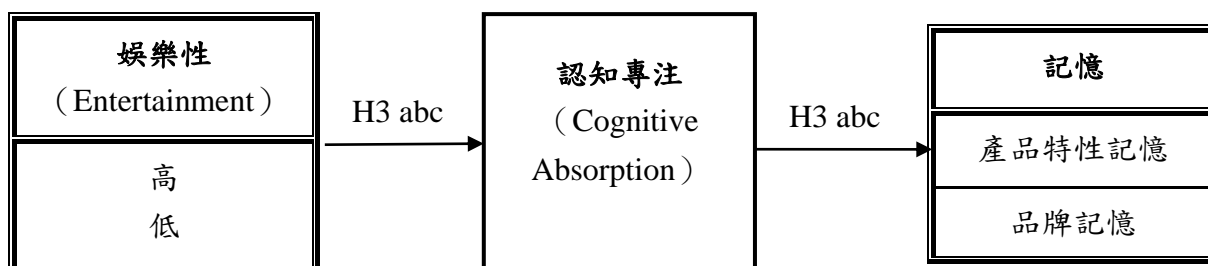 娛樂性
（Entertainment）
高
低
H3 abc
認知專注
（Cognitive
Absorption）
H3 abc
記憶
產品特性記憶
品牌記憶